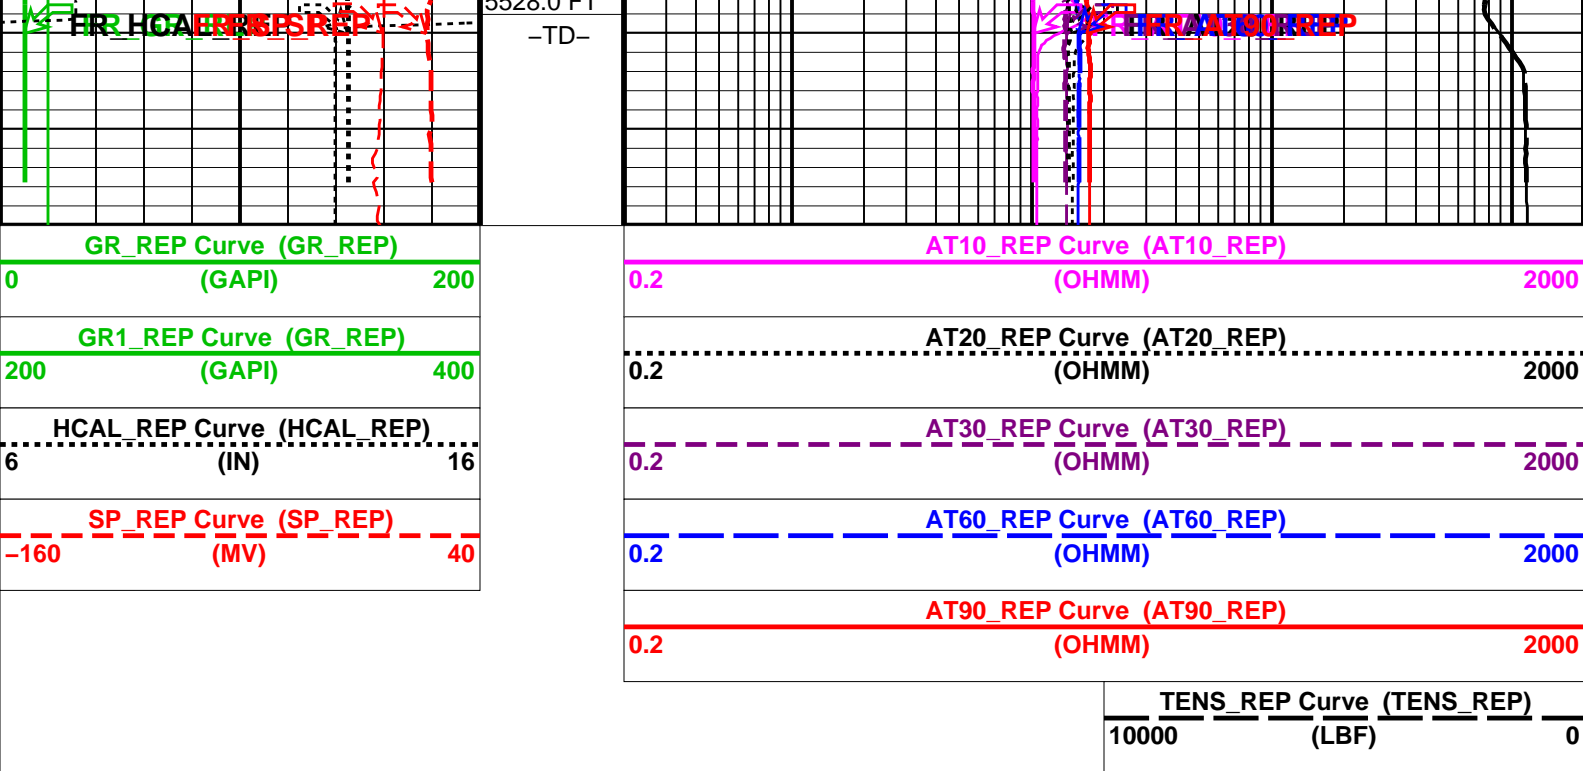 5528.0 FT
–TD–
GR_REP Curve (GR_REP)
0 (GAPI) 200
GR1_REP Curve (GR_REP)
200 (GAPI) 400
HCAL_REP Curve (HCAL_REP)
6 (IN) 16
SP_REP Curve (SP_REP)
–160 (MV) 40
AT10_REP Curve (AT10_REP)
0.2 (OHMM) 2000
AT20_REP Curve (AT20_REP)
0.2 (OHMM) 2000
AT30_REP Curve (AT30_REP)
0.2 (OHMM) 2000
AT60_REP Curve (AT60_REP)
0.2 (OHMM) 2000
AT90_REP Curve (AT90_REP)
0.2 (OHMM) 2000
TENS_REP Curve (TENS_REP)
10000 (LBF) 0